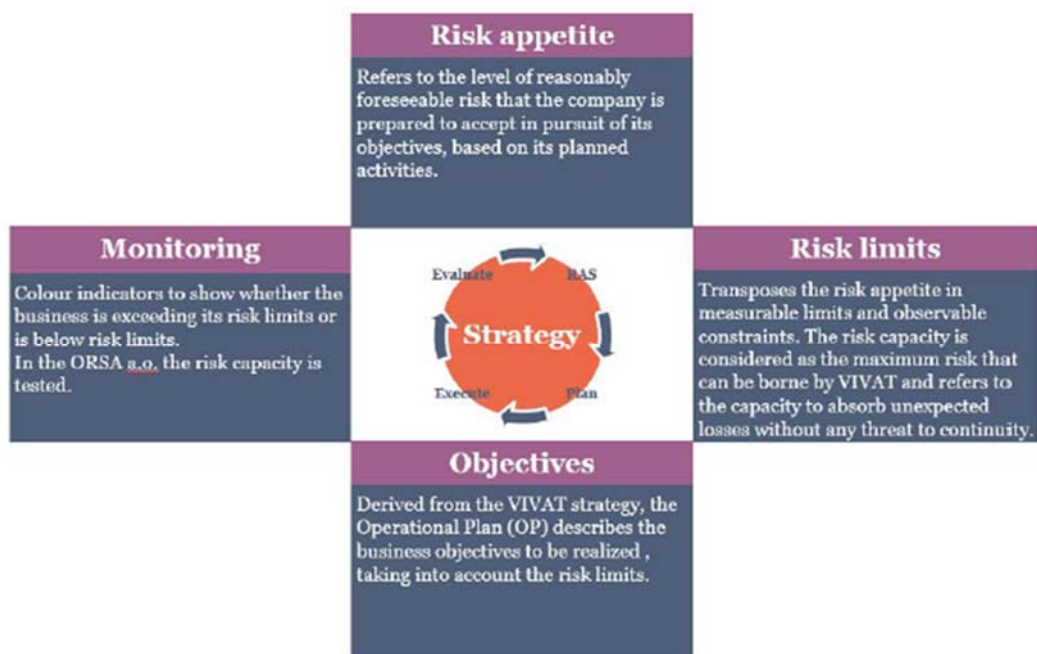 Risk appetite
Refers to the level of reasonably
foreseeable risk that the company is
prepared to accept in pursuit of its
objectives, based on its planned
activities.
Monitoring
Colour indicators to show whether the
business is exceeding its risk limits or
is below risk limits.
In the ORSA a.o. the risk capacity is
tested.
Evaluate
RAS
Strategy
Execute
Plan
Risk limits
Transposes the risk appetite in
measurable limits and observable
constraints. The risk capacity is
considered as the maximum risk that
can be borne by VIVAT and refers to
the capacity to absorb unexpected
losses without any threat to continuity.
Objectives
Derived from the VIVAT strategy, the
Operational Plan (OP) describes the
business objectives to be realized ,
taking into account the risk limits.